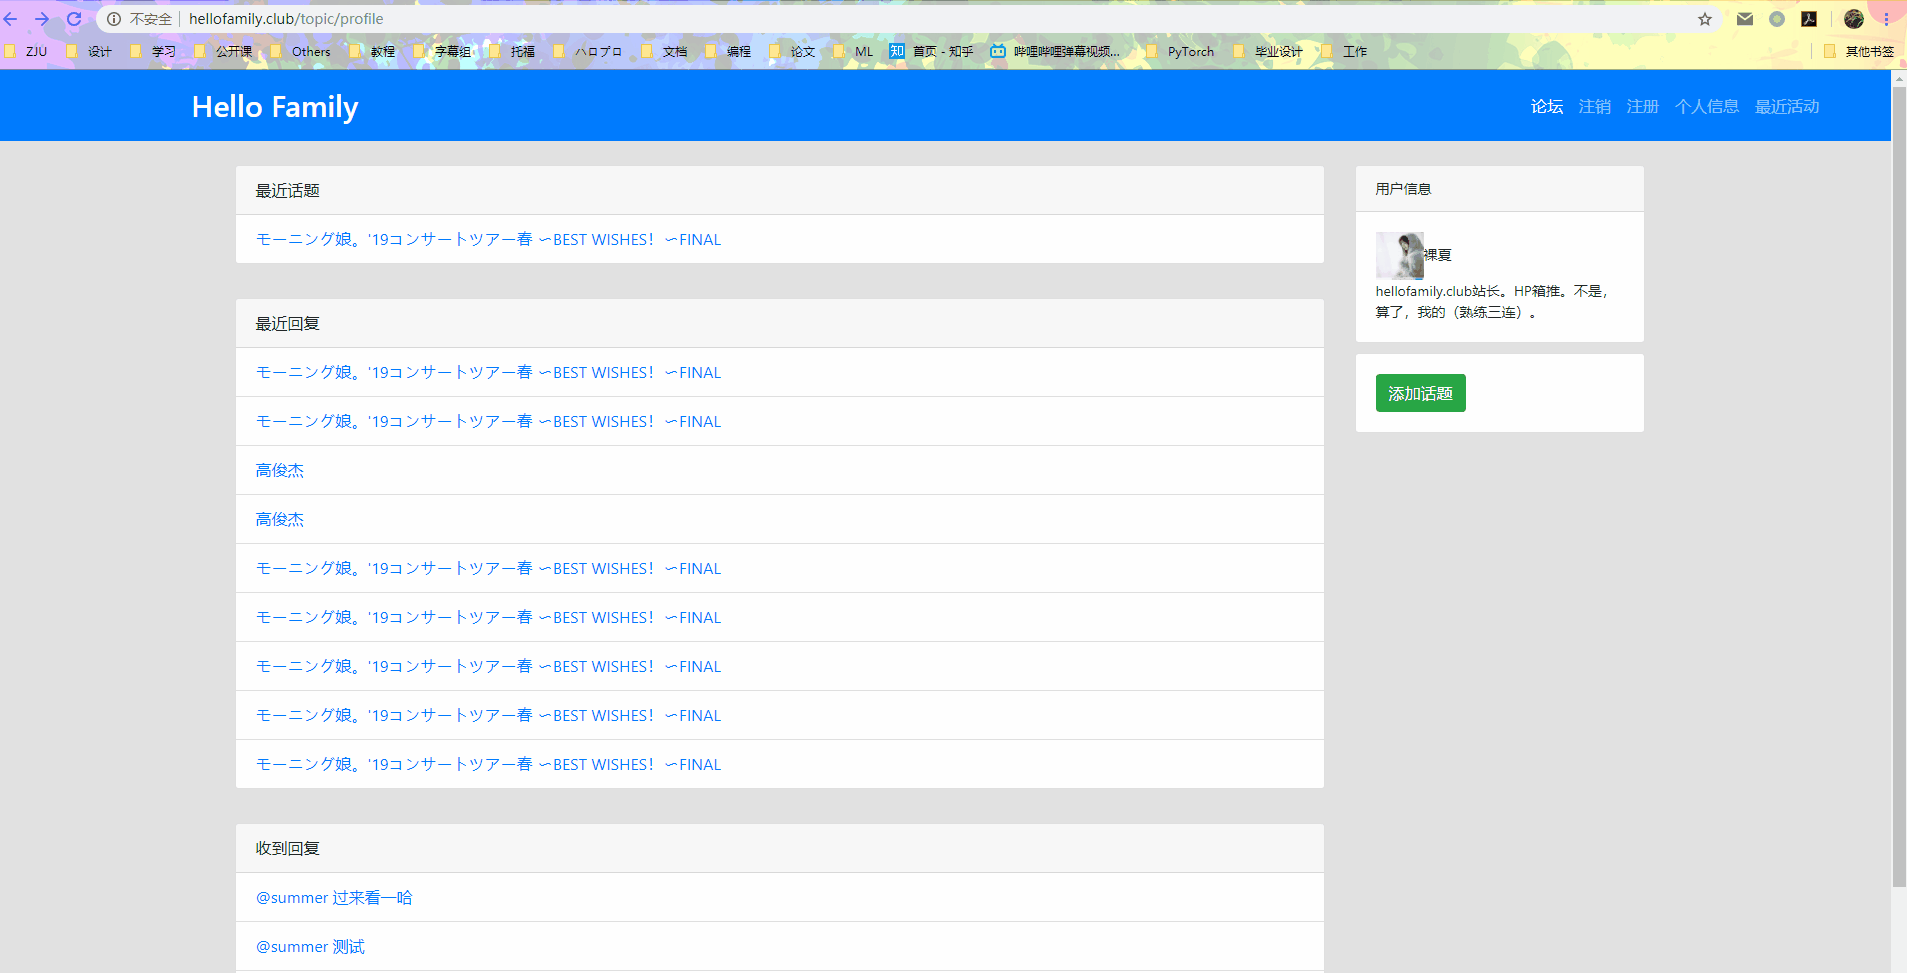 不安全 hellofamily.club/topic/profile
ZJU 设计 学习 公开课 Others 教程 字幕组 托福 ハロプロ 文档 编程 论文 ML 知 首页 - 知乎 哔哩哔哩弹幕视频... PyTorch 毕业设计 工作 其他书签
Hello Family 论坛 注销 注册 个人信息 最近活动
最近话题
モーニング娘。'19コンサートツアー春 ∽BEST WISHES！∽FINAL
最近回复
モーニング娘。'19コンサートツアー春 ∽BEST WISHES！∽FINAL
モーニング娘。'19コンサートツアー春 ∽BEST WISHES！∽FINAL
高俊杰
高俊杰
モーニング娘。'19コンサートツアー春 ∽BEST WISHES！∽FINAL
モーニング娘。'19コンサートツアー春 ∽BEST WISHES！∽FINAL
モーニング娘。'19コンサートツアー春 ∽BEST WISHES！∽FINAL
モーニング娘。'19コンサートツアー春 ∽BEST WISHES！∽FINAL
モーニング娘。'19コンサートツアー春 ∽BEST WISHES！∽FINAL
收到回复
@summer 过来看一哈
@summer 测试
用户信息
裸夏
hellofamily.club站长。HP箱推。不是，
算了，我的（熟练三连）。
添加话题